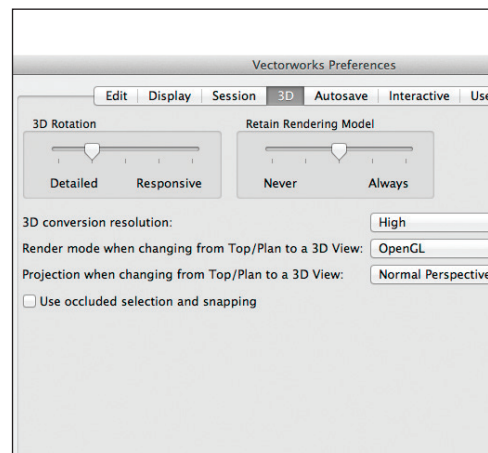 Vectorworks Preferences
Edit Display Session 3D Autosave Interactive Use
3D Rotation
Detailed Responsive
Retain Rendering Model
Never Always
3D conversion resolution: High
Render mode when changing from Top/Plan to a 3D View: OpenGL
Projection when changing from Top/Plan to a 3D View: Normal Perspective
Use occluded selection and snapping